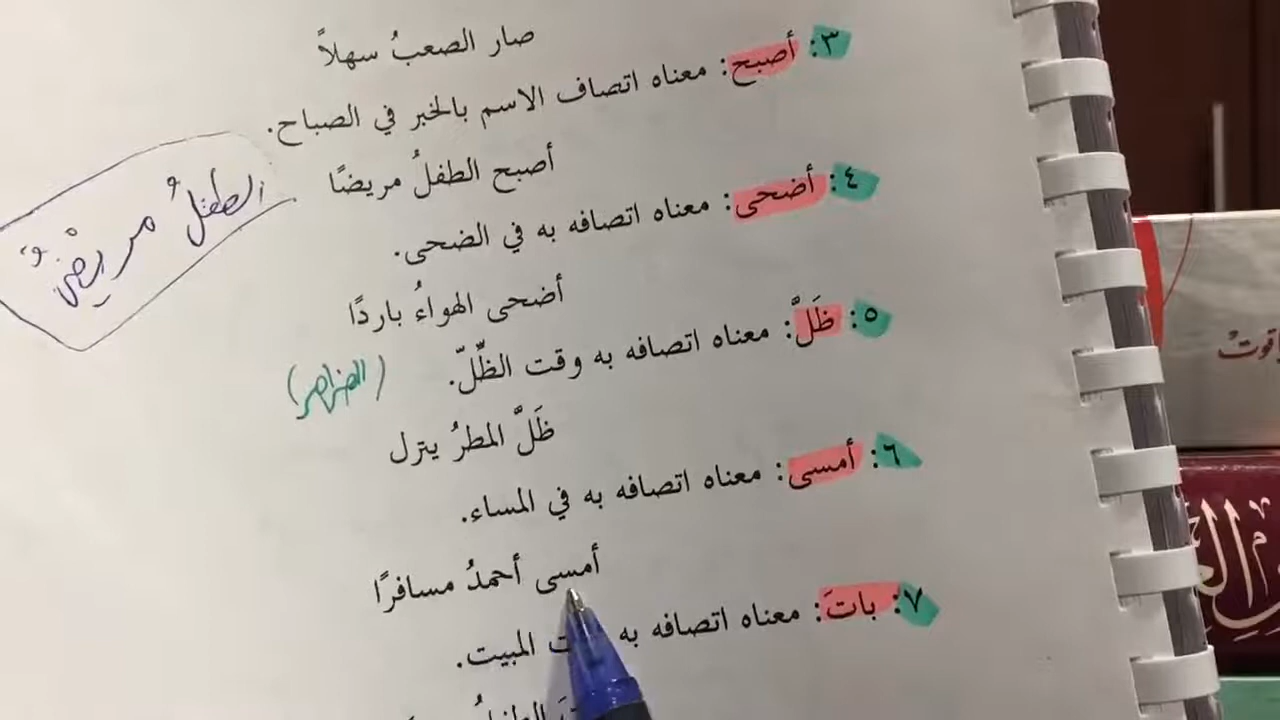 صار الصعبُ سهلاً
٣: أصبح: معناه اتصاف الاسم بالخبر في الصباح.
أصبح الطفلُ مريضًا
الطفلُ مريضٌ
٤: أضحى: معناه اتصافه به في الضحى.
أضحى الهواءُ باردًا
٥: ظَلَّ: معناه اتصافه به وقت الظِّلّ.
ظَلَّ المطرُ ينزل
٦: أمسى: معناه اتصافه به في المساء.
أمسى أحمدُ مسافرًا
٧: باتَ: معناه اتصافه به المبيت.